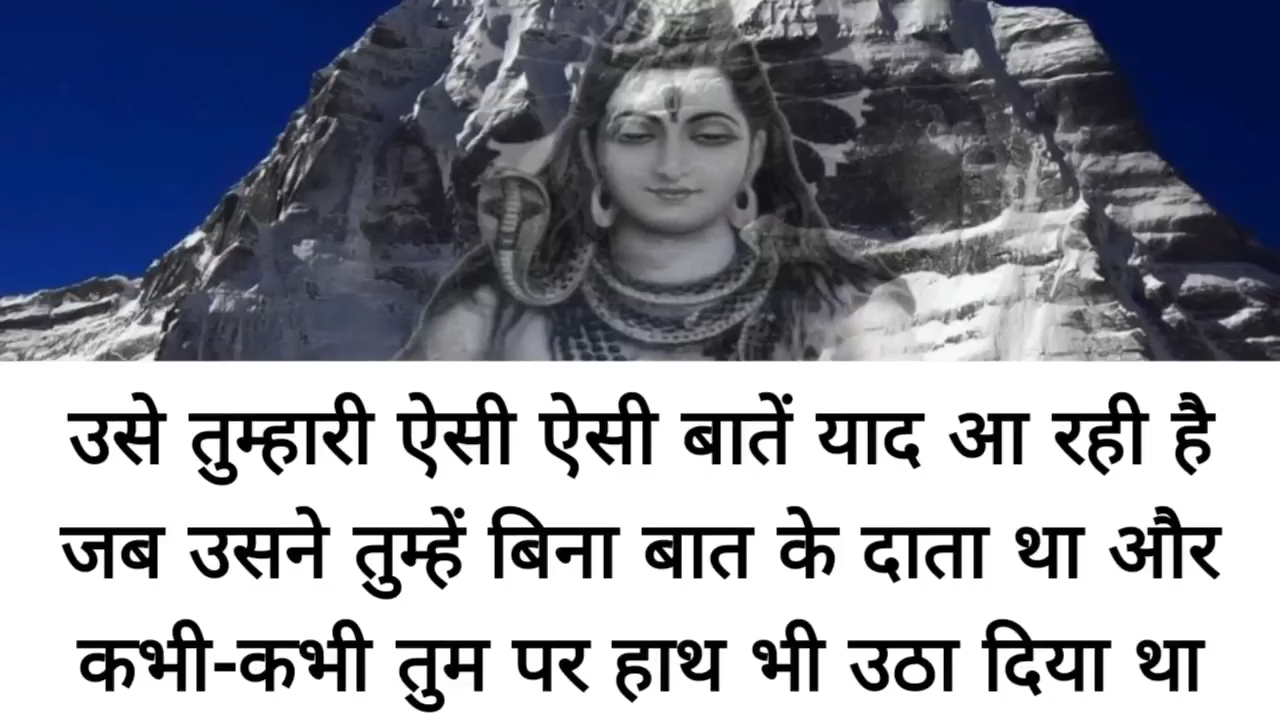 उसे तुम्हारी ऐसी ऐसी बातें याद आ रही है
जब उसने तुम्हें बिना बात के दाता था और
कभी-कभी तुम पर हाथ भी उठा दिया था